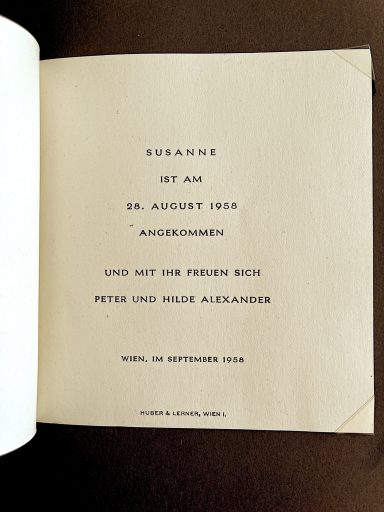 SUSANNE
IST AM
28. AUGUST 1958
ANGEKOMMEN
UND MIT IHR FREUEN SICH
PETER UND HILDE ALEXANDER
WIEN, IM SEPTEMBER 1958
HUBER & LERNER, WIEN I.